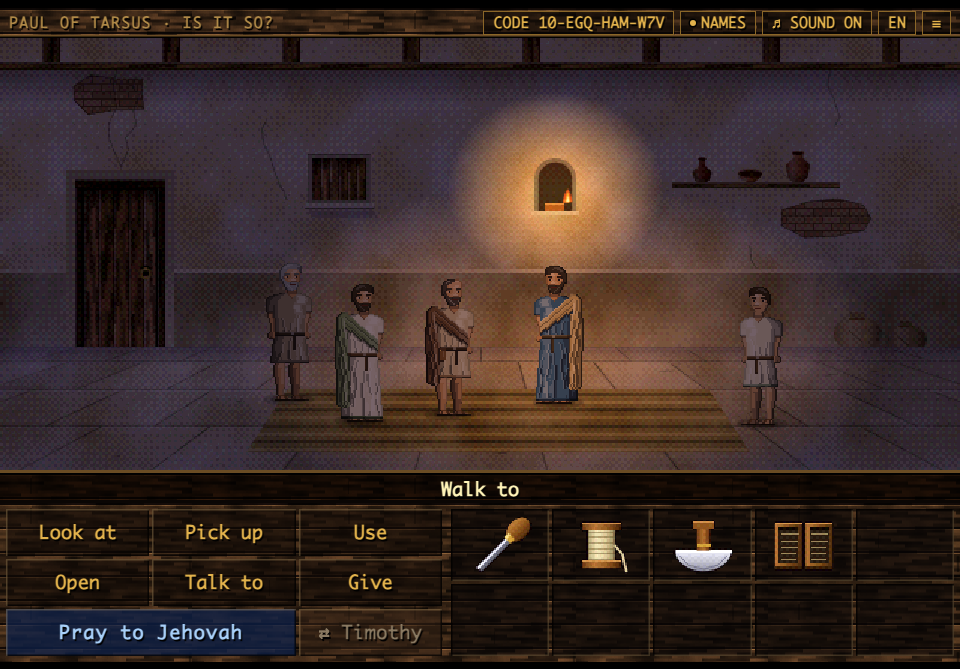 PAUL OF TARSUS · IS IT SO?
CODE 10-EGQ-HAM-W7V
• NAMES
♬ SOUND ON
EN
≡
Walk to
Look at
Pick up
Use
Open
Talk to
Give
Pray to Jehovah
⇄ Timothy